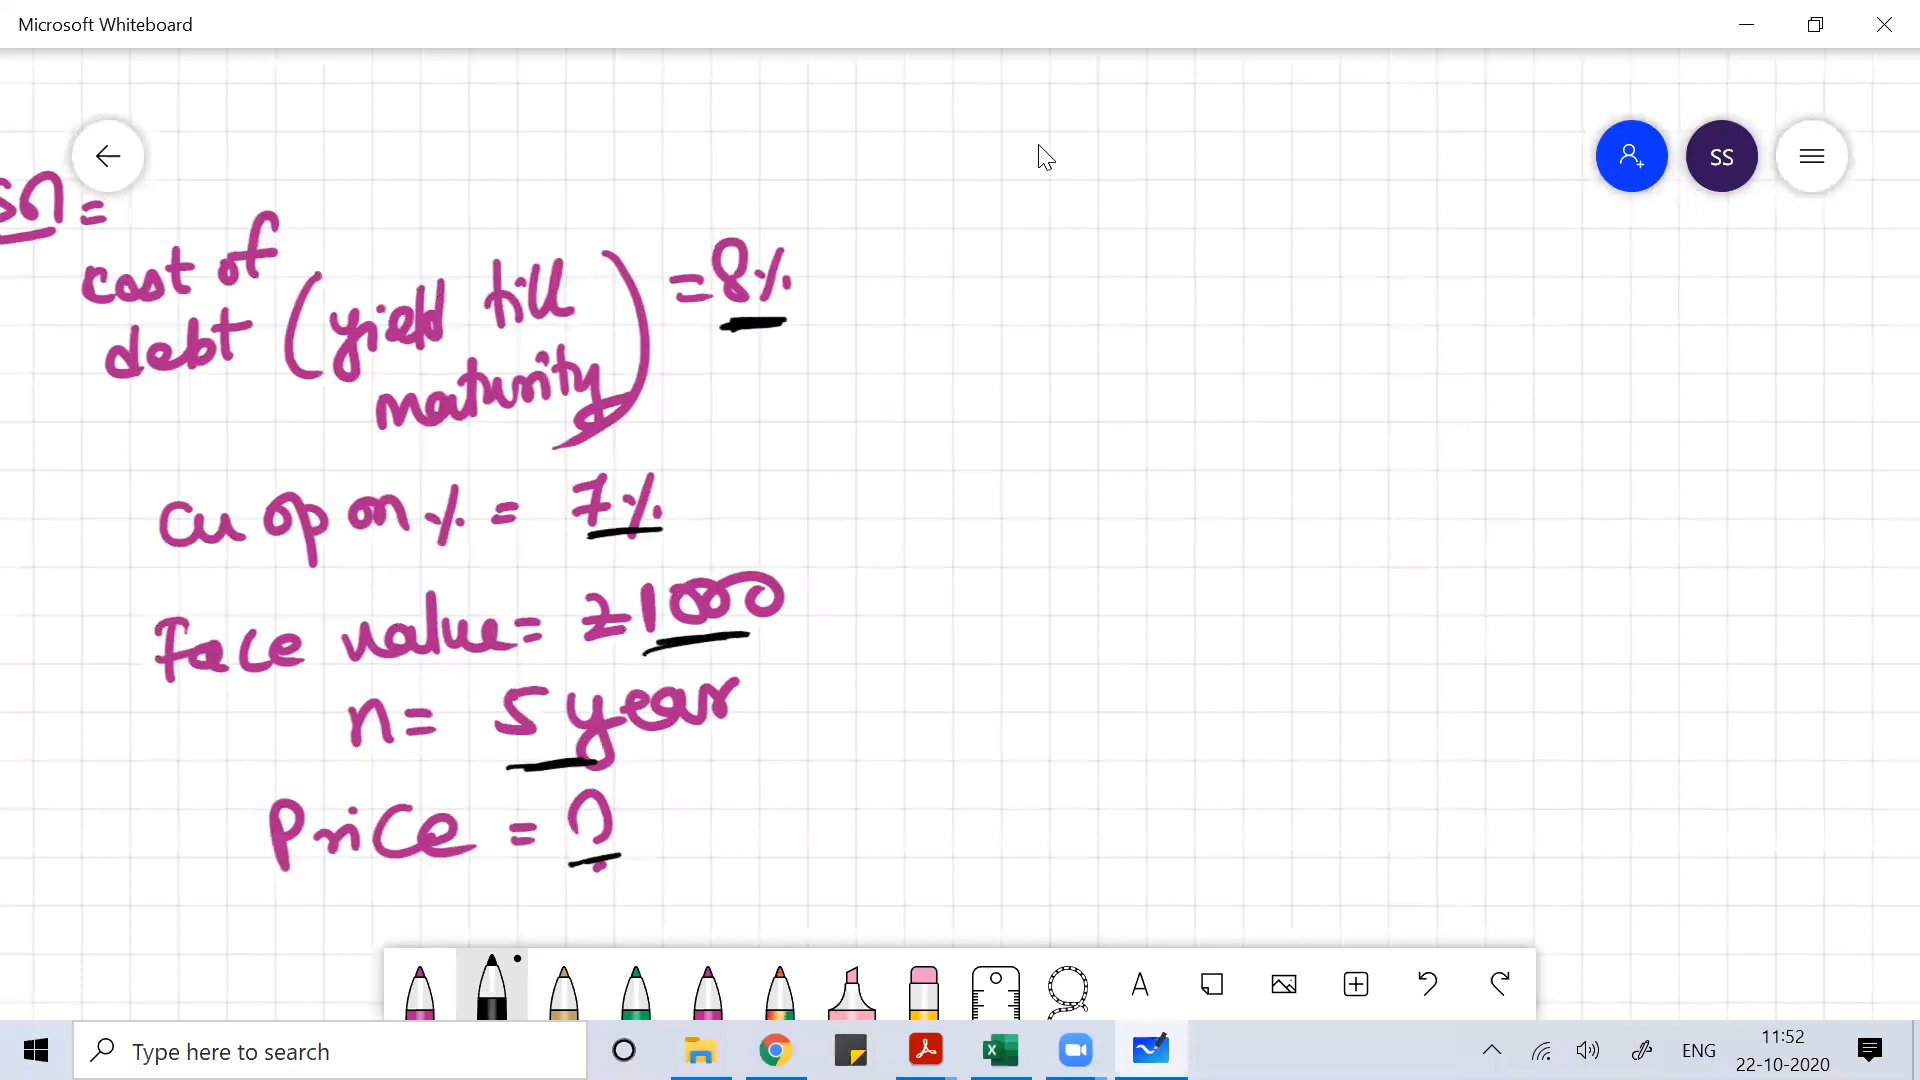 Microsoft Whiteboard
SS
cost of
debt (yield till
maturity) = 8%
cu op on % = 7%
Face value = ₹1000
n = 5 year
Price = ?
A
Type here to search
ENG
11:52
22-10-2020